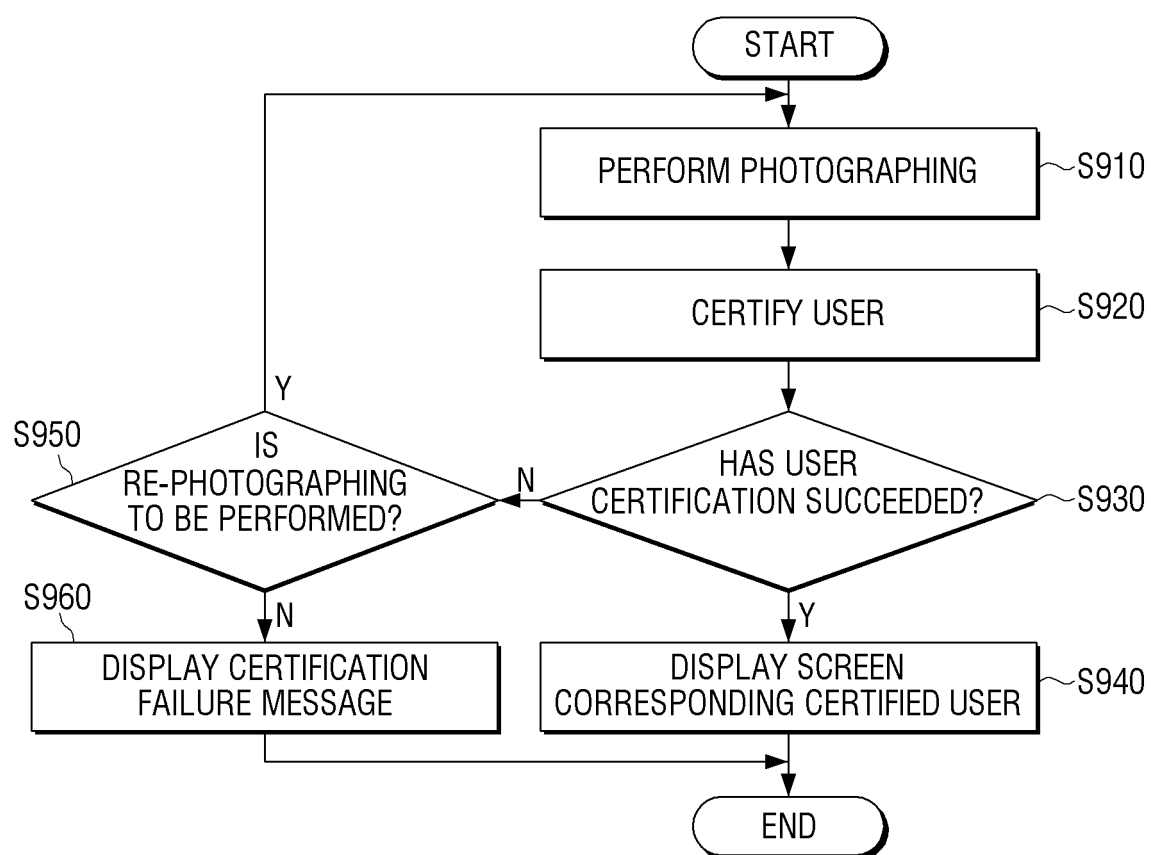 START
PERFORM PHOTOGRAPHING
S910
CERTIFY USER
S920
Y
S950
IS
RE-PHOTOGRAPHING
TO BE PERFORMED?
N
HAS USER
CERTIFICATION SUCCEEDED?
S930
S960
N
Y
DISPLAY CERTIFICATION
FAILURE MESSAGE
DISPLAY SCREEN
CORRESPONDING CERTIFIED USER
S940
END